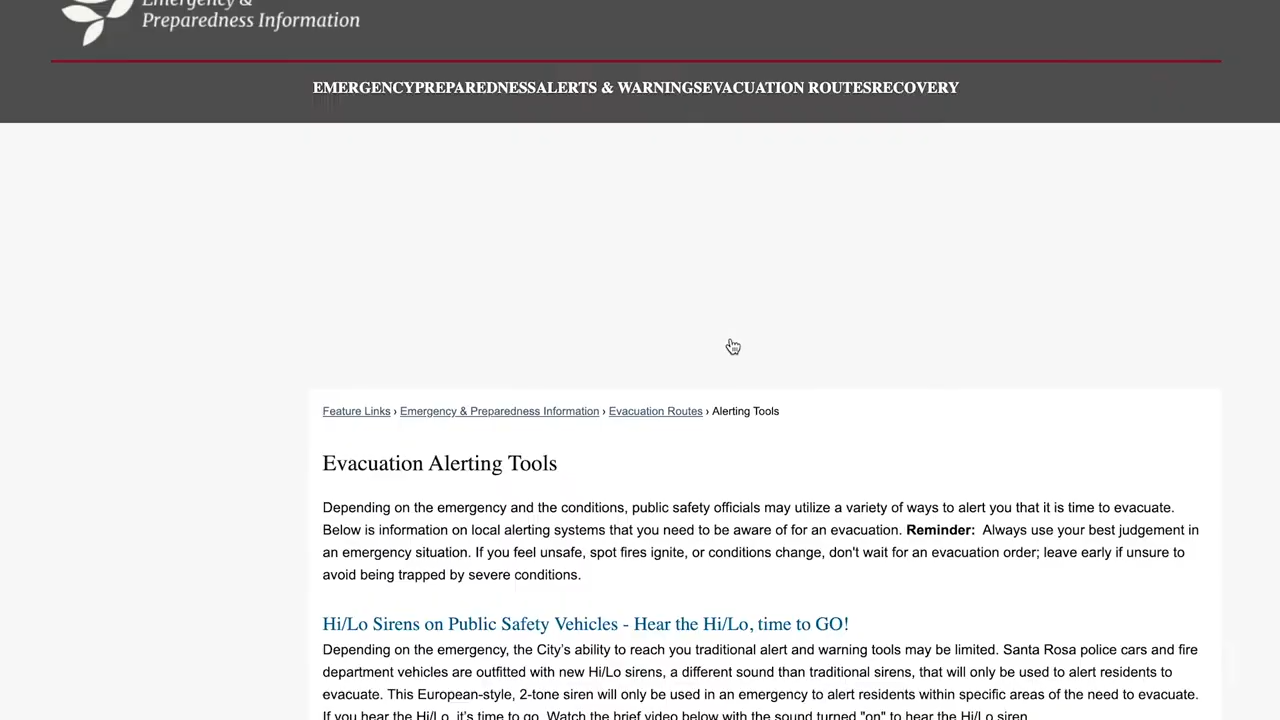 Emergency &
Preparedness Information
EMERGENCYPREPAREDNESSALERTS & WARNINGSEVACUATION ROUTESRECOVERY
Feature Links › Emergency & Preparedness Information › Evacuation Routes › Alerting Tools
Evacuation Alerting Tools
Depending on the emergency and the conditions, public safety officials may utilize a variety of ways to alert you that it is time to evacuate.
Below is information on local alerting systems that you need to be aware of for an evacuation. Reminder:  Always use your best judgement in
an emergency situation. If you feel unsafe, spot fires ignite, or conditions change, don't wait for an evacuation order; leave early if unsure to
avoid being trapped by severe conditions.
Hi/Lo Sirens on Public Safety Vehicles - Hear the Hi/Lo, time to GO!
Depending on the emergency, the City’s ability to reach you traditional alert and warning tools may be limited. Santa Rosa police cars and fire
department vehicles are outfitted with new Hi/Lo sirens, a different sound than traditional sirens, that will only be used to alert residents to
evacuate. This European-style, 2-tone siren will only be used in an emergency to alert residents within specific areas of the need to evacuate.
If you hear the Hi/Lo, it’s time to go. Watch the brief video below with the sound turned "on" to hear the Hi/Lo siren.